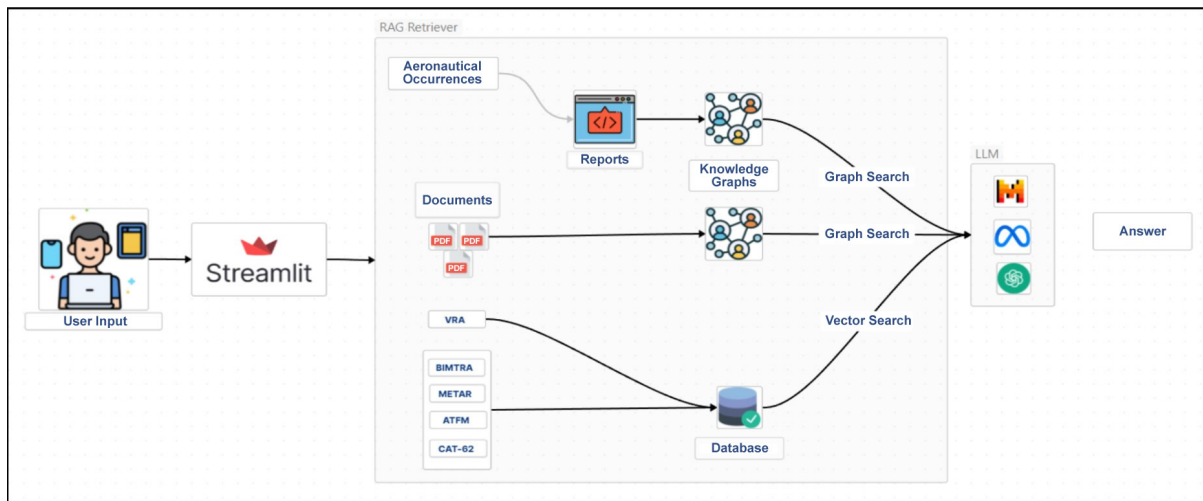 RAG Retriever
Aeronautical
Occurrences
</>
Reports
Knowledge
Graphs
Graph Search
LLM
Documents
PDF PDF
PDF
Graph Search
Answer
Streamlit
User Input
VRA
Vector Search
BIMTRA
METAR
ATFM
CAT-62
Database